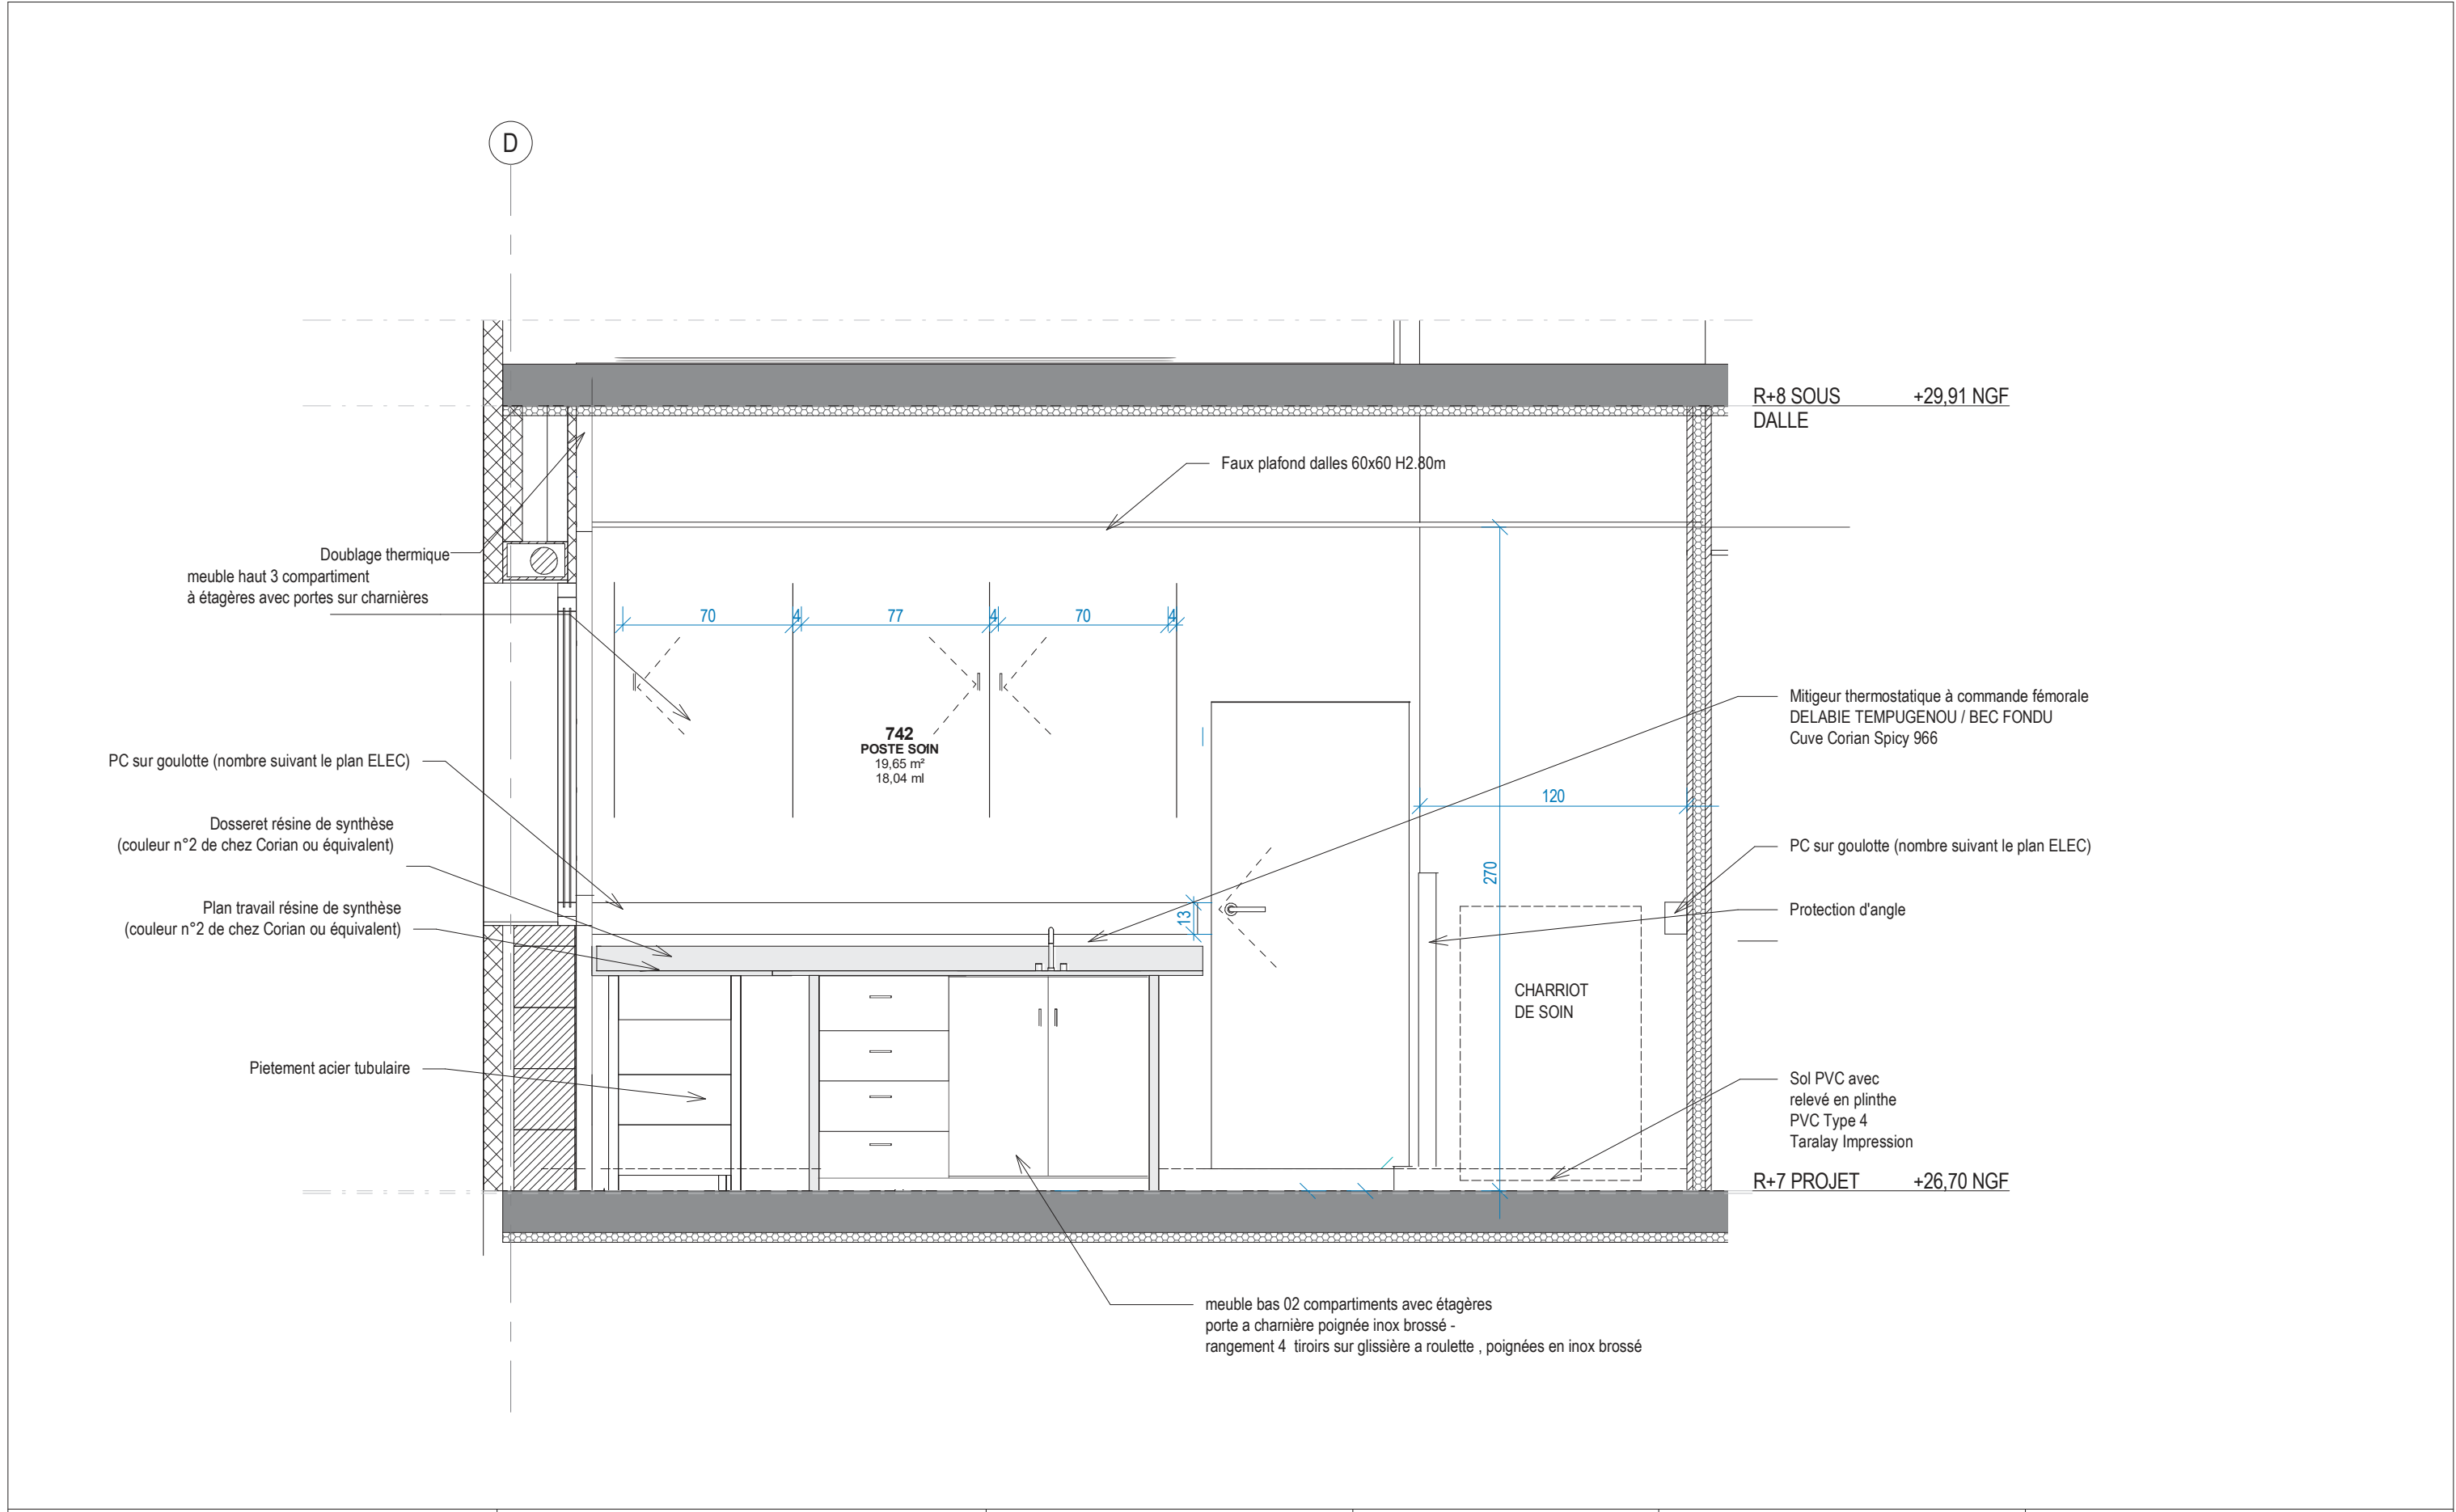 D
R+8 SOUS +29,91 NGF
DALLE
Faux plafond dalles 60x60 H2.80m
Doublage thermique
meuble haut 3 compartiment
à étagères avec portes sur charnières
70 4 77 4 70 4
Mitigeur thermostatique à commande fémorale
DELABIE TEMPUGENOU / BEC FONDU
Cuve Corian Spicy 966
742
POSTE SOIN
19,65 m²
18,04 ml
PC sur goulotte (nombre suivant le plan ELEC)
120
Dosseret résine de synthèse
(couleur n°2 de chez Corian ou équivalent)
PC sur goulotte (nombre suivant le plan ELEC)
270
Plan travail résine de synthèse
(couleur n°2 de chez Corian ou équivalent)
13
Protection d'angle
CHARRIOT
DE SOIN
Pietement acier tubulaire
Sol PVC avec
relevé en plinthe
PVC Type 4
Taralay Impression
R+7 PROJET +26,70 NGF
meuble bas 02 compartiments avec étagères
porte a charnière poignée inox brossé -
rangement 4 tiroirs sur glissière a roulette , poignées en inox brossé